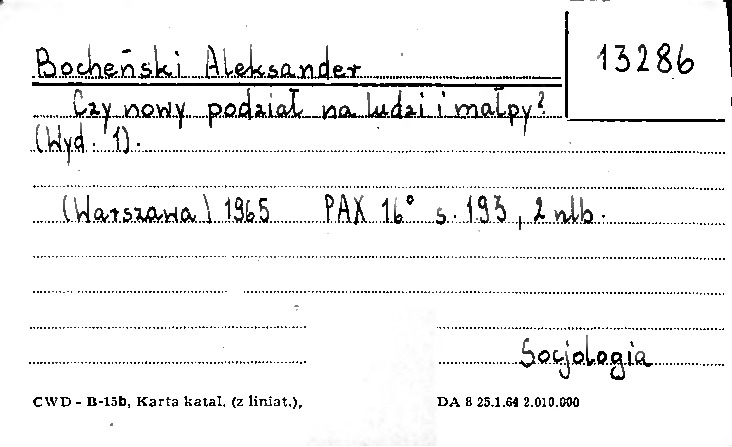 Bocheński Aleksander
13286
Czy nowy podział na ludzi i małpy?
(Wyd. 1).
(Warszawa) 1965 PAX 16° s. 193, 2 nlb.
Socjologia
CWD - B-15b, Karta katal. (z liniat.), DA 8 25.1.64 2.010.000